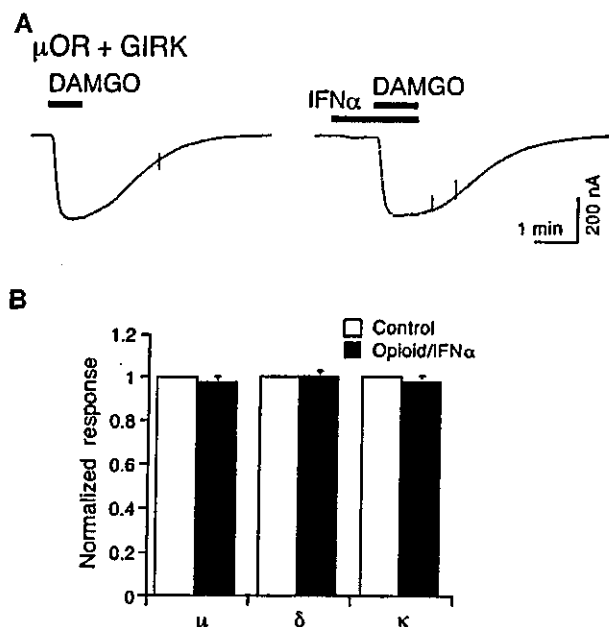 A
μOR + GIRK
DAMGO
DAMGO
IFNα
1 min
200 nA
B
Control
Opioid/IFNα
Normalized response
1.2
1
0.8
0.6
0.4
0.2
0
μ
δ
κ